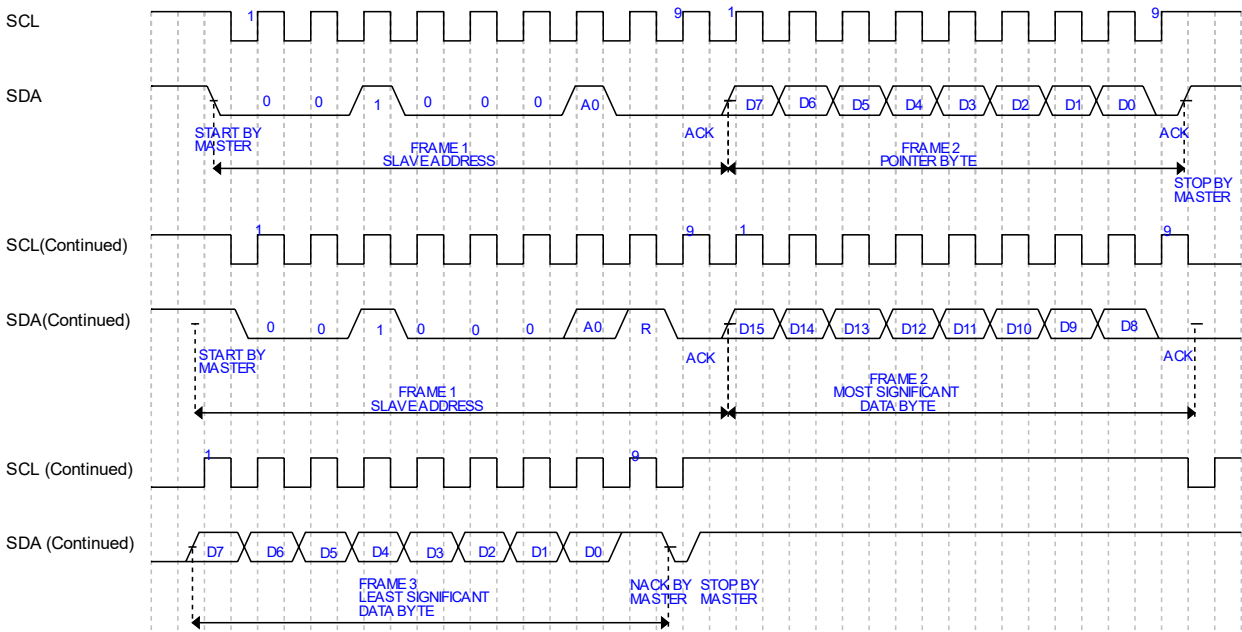 SCL
1
9
1
9
SDA
0
0
1
0
0
0
A0
D7
D6
D5
D4
D3
D2
D1
D0
START BY
MASTER
ACK
ACK
FRAME 1
SLAVE ADDRESS
FRAME 2
POINTER BYTE
STOP BY
MASTER
SCL(Continued)
1
9
1
9
SDA(Continued)
0
0
1
0
0
0
A0
R
D15
D14
D13
D12
D11
D10
D9
D8
START BY
MASTER
ACK
ACK
FRAME 1
SLAVE ADDRESS
FRAME 2
MOST SIGNIFICANT
DATA BYTE
SCL (Continued)
1
9
SDA (Continued)
D7
D6
D5
D4
D3
D2
D1
D0
FRAME 3
LEAST SIGNIFICANT
DATA BYTE
NACK BY
MASTER
STOP BY
MASTER